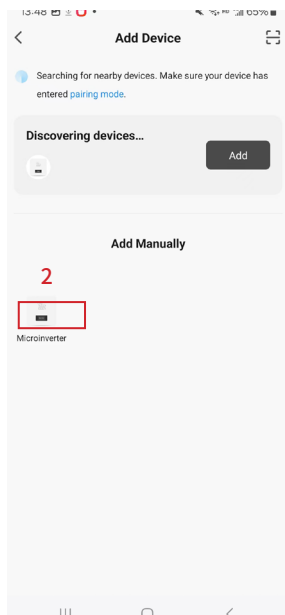 13:48 65%
Add Device
Searching for nearby devices. Make sure your device has
entered pairing mode.
Discovering devices...
Add
Add Manually
2
Microinverter